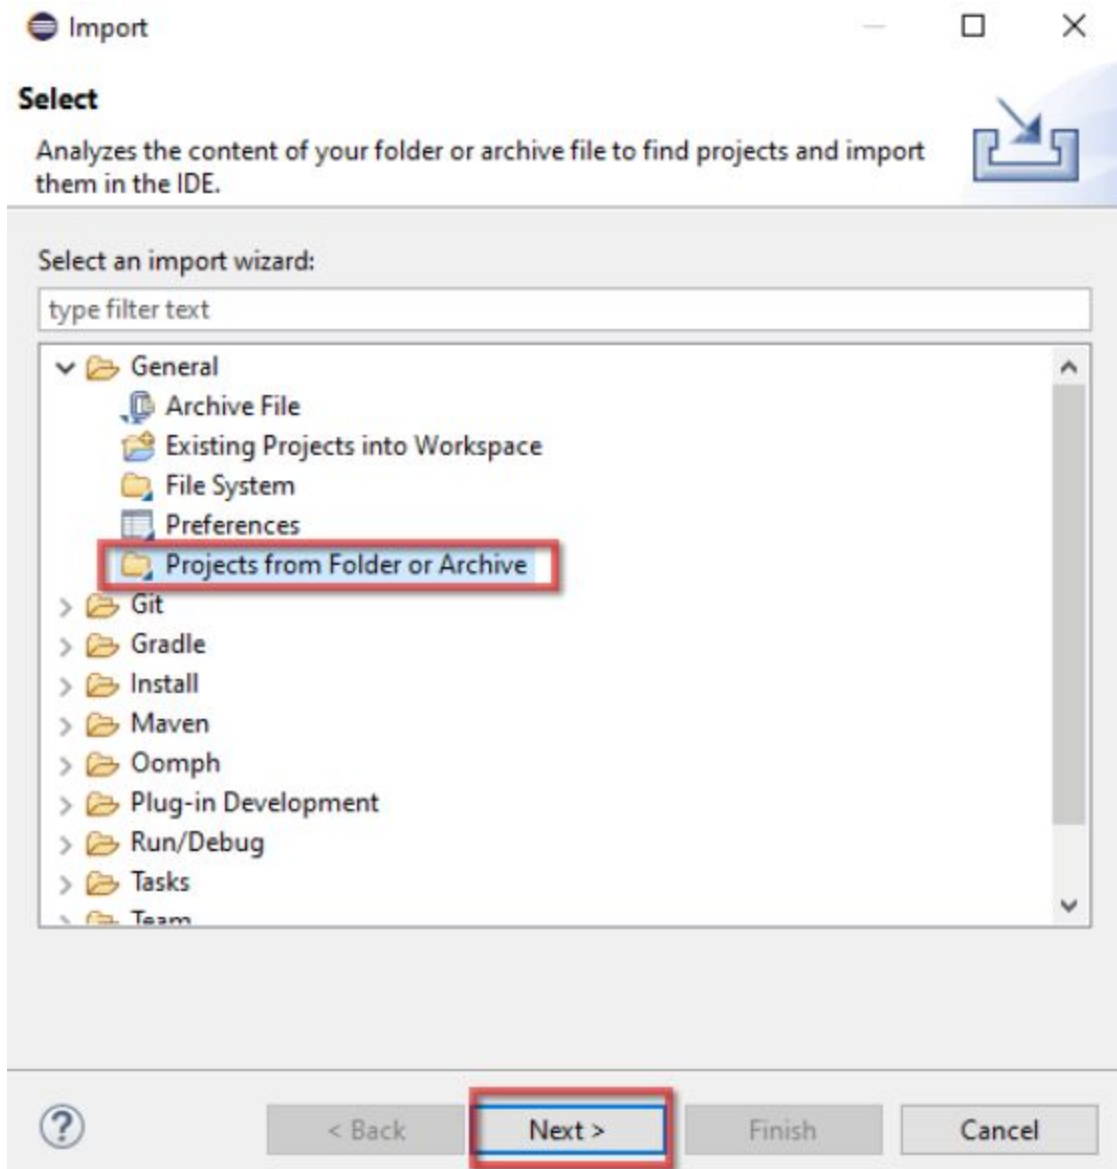 Import
Select
Analyzes the content of your folder or archive file to find projects and import
them in the IDE.
Select an import wizard:
type filter text
General
Archive File
Existing Projects into Workspace
File System
Preferences
Projects from Folder or Archive
Git
Gradle
Install
Maven
Oomph
Plug-in Development
Run/Debug
Tasks
Team
? < Back Next > Finish Cancel